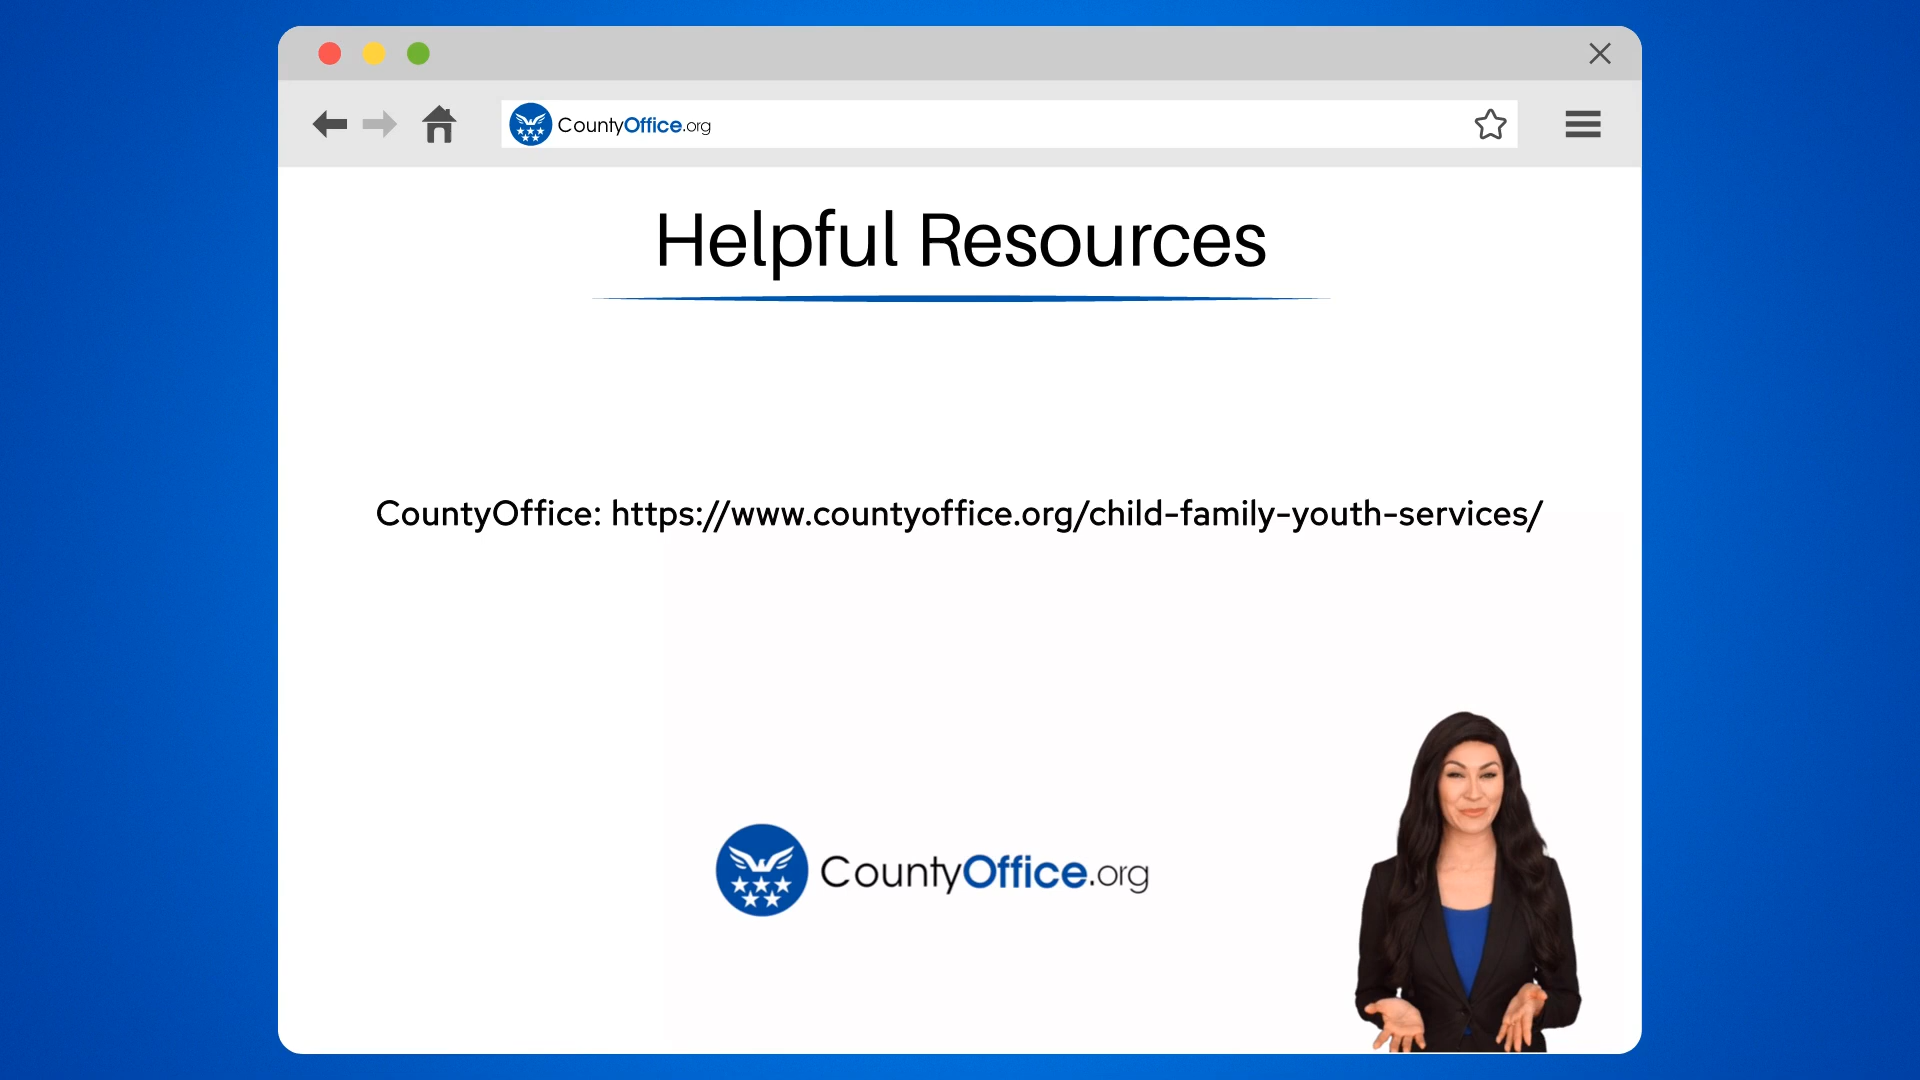 CountyOffice.org
Helpful Resources
CountyOffice: https://www.countyoffice.org/child-family-youth-services/
CountyOffice.org